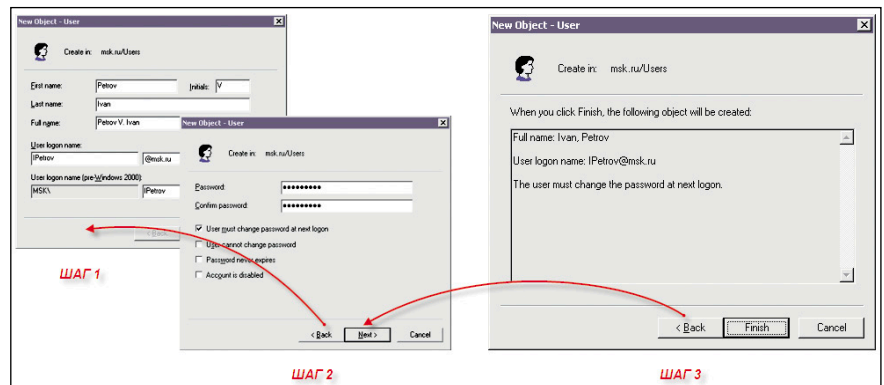 New Object - User
Create in: msk.ru/Users
First name: Petrov Initials: V
Last name: Ivan
Full name: Petrov V. Ivan
User logon name:
IPetrov @msk.ru
User logon name (pre-Windows 2000):
MSK\ IPetrov
< Back
ШАГ 1
New Object - User
Create in: msk.ru/Users
Password: •••••••••
Confirm password: •••••••••
User must change password at next logon
User cannot change password
Password never expires
Account is disabled
< Back Next > Cancel
ШАГ 2
New Object - User
Create in: msk.ru/Users
When you click Finish, the following object will be created:
Full name: Ivan, Petrov
User logon name: IPetrov@msk.ru
The user must change the password at next logon.
< Back Finish Cancel
ШАГ 3